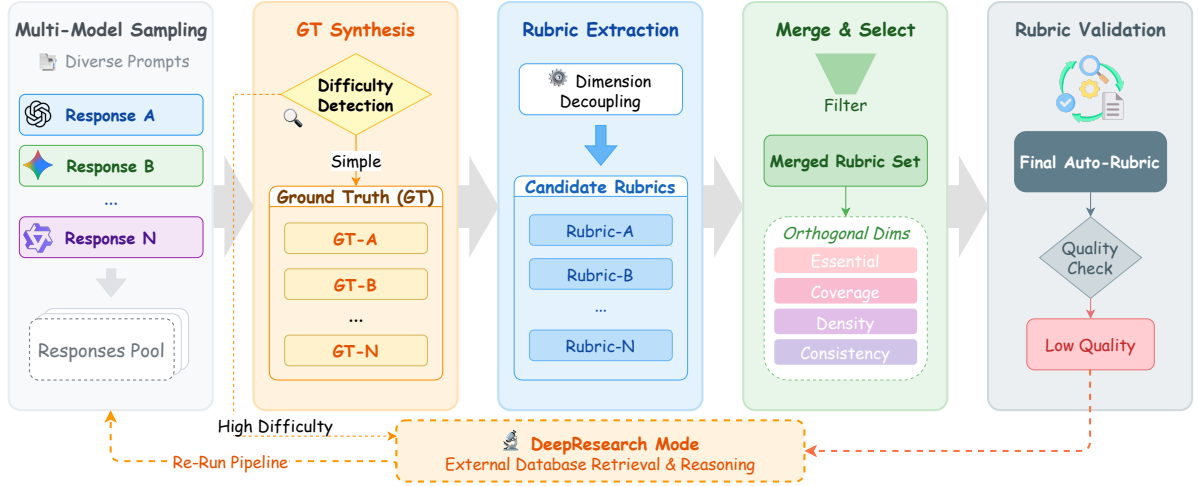 Multi-Model Sampling
Diverse Prompts
Response A
Response B
...
Response N
Responses Pool
GT Synthesis
Difficulty
Detection
Simple
Ground Truth (GT)
GT-A
GT-B
...
GT-N
Rubric Extraction
Dimension
Decoupling
Candidate Rubrics
Rubric-A
Rubric-B
...
Rubric-N
Merge & Select
Filter
Merged Rubric Set
Orthogonal Dims
Essential
Coverage
Density
Consistency
Rubric Validation
Final Auto-Rubric
Quality
Check
Low Quality
High Difficulty
DeepResearch Mode
External Database Retrieval & Reasoning
Re-Run Pipeline